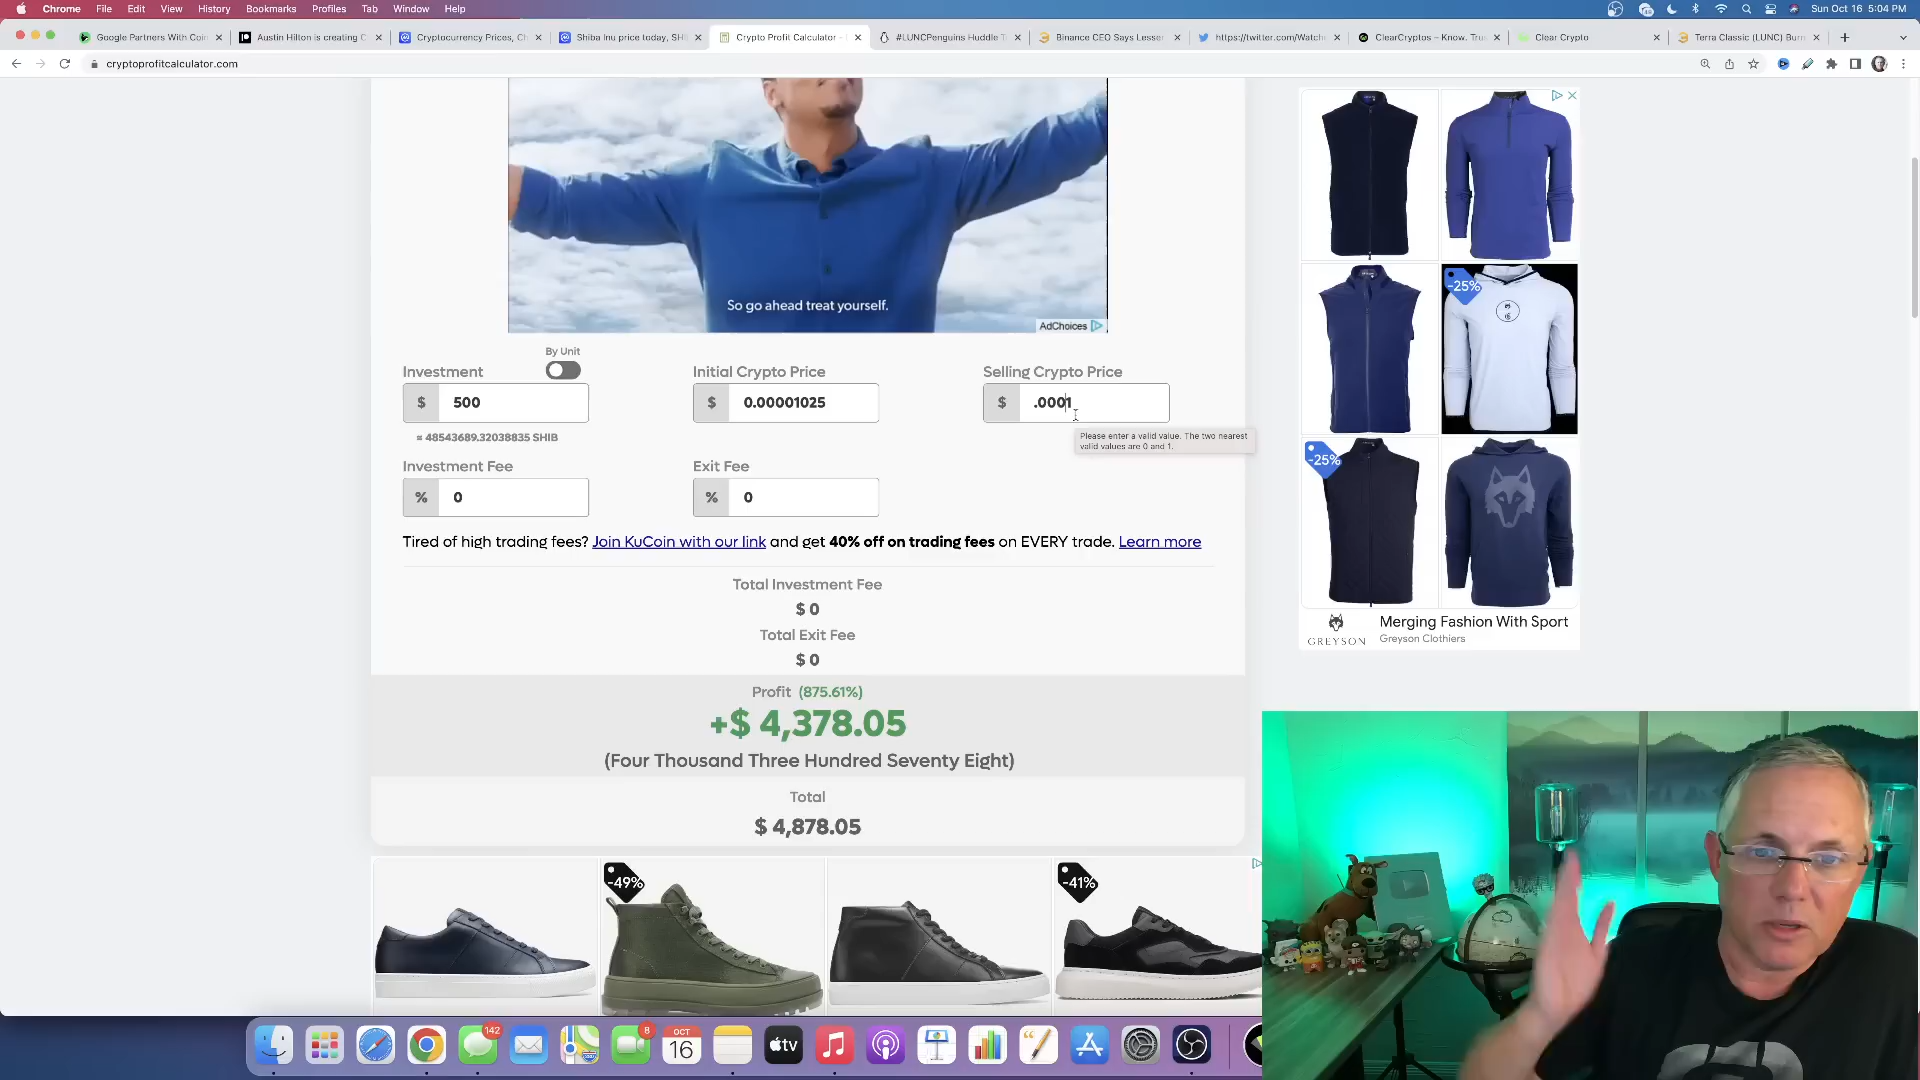 Chrome File Edit View History Bookmarks Profiles Tab Window Help
Sun Oct 16 5:04 PM
Google Partners With Coin
Austin Hilton is creating C
Cryptocurrency Prices, Ch
Shiba Inu price today, SHI
Crypto Profit Calculator -
#LUNCPenguins Huddle T
Binance CEO Says Lesser
https://twitter.com/Watch
ClearCryptos – Know. Tru
Clear Crypto
Terra Classic (LUNC) Burn
cryptoprofitcalculator.com
So go ahead treat yourself.
AdChoices
By Unit
Investment
Initial Crypto Price
Selling Crypto Price
$ 500
$ 0.00001025
$ .0001
= 48543689.32038835 SHIB
Please enter a valid value. The two nearest
valid values are 0 and 1.
Investment Fee
Exit Fee
% 0
% 0
Tired of high trading fees? Join KuCoin with our link and get 40% off on trading fees on EVERY trade. Learn more
Total Investment Fee
$ 0
Total Exit Fee
$ 0
Profit (875.61%)
+$ 4,378.05
(Four Thousand Three Hundred Seventy Eight)
Total
$ 4,878.05
-49%
-41%
-25%
-25%
GREYSON
Merging Fashion With Sport
Greyson Clothiers
142
8
OCT
16
tv